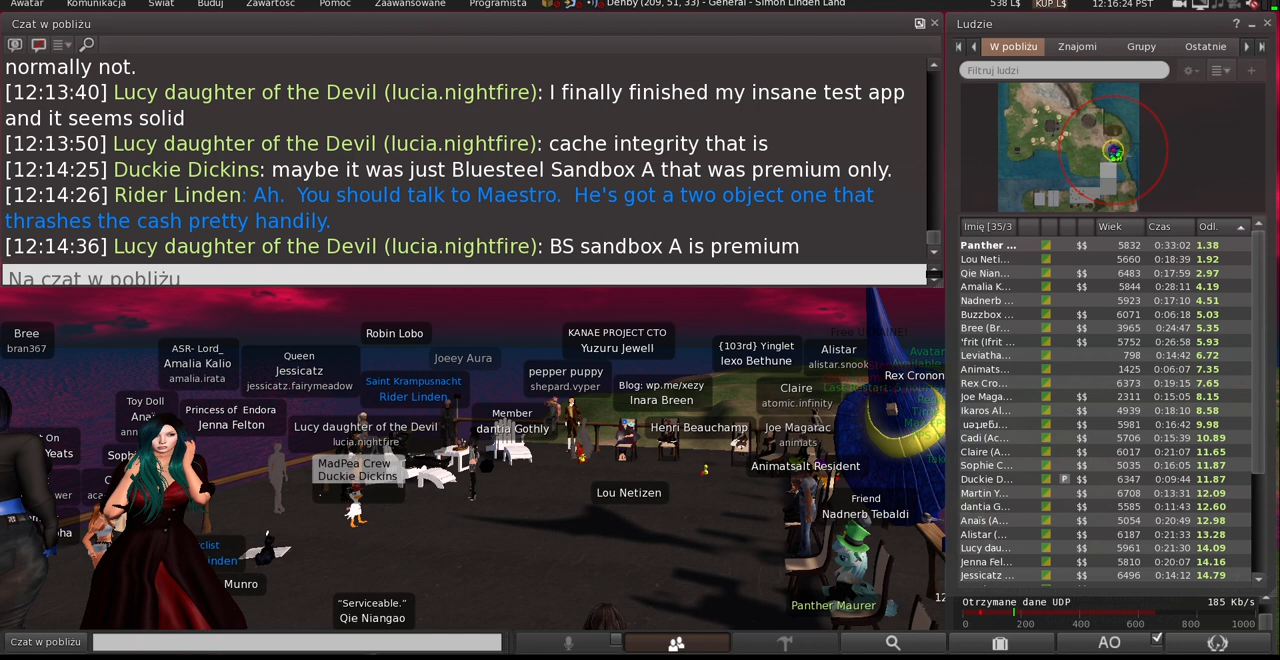 Awatar Komunikacja Świat Buduj Zawartość Pomoc Zaawansowane Programista Denby (209, 51, 33) - General - Simon Linden Land 538 L$ KUP L$ 12:16:24 PST
Czat w pobliżu
normally not.
[12:13:40] Lucy daughter of the Devil (lucia.nightfire): I finally finished my insane test app
and it seems solid
[12:13:50] Lucy daughter of the Devil (lucia.nightfire): cache integrity that is
[12:14:25] Duckie Dickins: maybe it was just Bluesteel Sandbox A that was premium only.
[12:14:26] Rider Linden: Ah. You should talk to Maestro. He's got a two object one that
thrashes the cash pretty handily.
[12:14:36] Lucy daughter of the Devil (lucia.nightfire): BS sandbox A is premium
Na czat w pobliżu
Bree
bran367
ASR- Lord_
Amalia Kalio
amalia.irata
Queen
Jessicatz
jessicatz.fairymeadow
Robin Lobo
Joeey Aura
Saint Krampusnacht
Rider Linden
KANAE PROJECT CTO
Yuzuru Jewell
pepper puppy
shepard.vyper
Blog: wp.me/xezy
Inara Breen
{103rd} Yinglet
Iexo Bethune
Alistar
alistar.snook
Free UKRAINE!
Rex Cronon
Claire
atomic.infinity
Toy Doll
Princess of Endora
Jenna Felton
Lucy daughter of the Devil
lucia.nightfire
Member
dantia Gothly
Henri Beauchamp
Joe Magarac
animats
MadPea Crew
Duckie Dickins
Animatsalt Resident
Lou Netizen
Friend
Nadnerb Tebaldi
Munro
"Serviceable."
Qie Niangao
Panther Maurer
Czat w pobliżu
Ludzie
W pobliżu Znajomi Grupy Ostatnie
Filtruj ludzi
Imię [35/3 Wiek Czas Odl.
Panther ... $$ 5832 0:33:02 1.38
Lou Neti... 5660 0:18:39 1.92
Qie Nian... $$ 6483 0:17:59 2.97
Amalia K... $$ 5844 0:28:11 4.19
Nadnerb ... 5923 0:17:10 4.51
Buzzbox ... $$ 6071 0:06:18 5.03
Bree (Br... $$ 3965 0:24:47 5.35
'frit (Ifrit ... $$ 5752 0:26:58 5.93
Leviatha... 798 0:14:42 6.72
Animats... 1425 0:06:07 7.35
Rex Cro... $$ 6373 0:19:15 7.65
Joe Maga... $$ 2311 0:15:05 8.15
Ikaros Al... $$ 4939 0:18:10 8.58
$$ 5981 0:16:42 9.98
Cadi (Ac... $$ 5706 0:15:39 10.89
Claire (A... $$ 6017 0:21:21 11.65
Sophie C... $$ 5035 0:16:05 11.87
Duckie D... P $$ 6347 0:09:44 11.87
Martin Y... $$ 6708 0:13:31 12.09
dantia G... $$ 5585 0:11:43 12.60
Anaïs (A... $$ 5054 0:20:49 12.98
Alistar (... $$ 6187 0:21:33 13.28
Lucy dau... $$ 5961 0:21:30 14.09
Jenna Fel... $$ 5810 0:20:07 14.16
Jessicatz ... $$ 6496 0:14:12 14.79
Otrzymane dane UDP 185 Kb/s
0 200 400 600 800 1000
AO